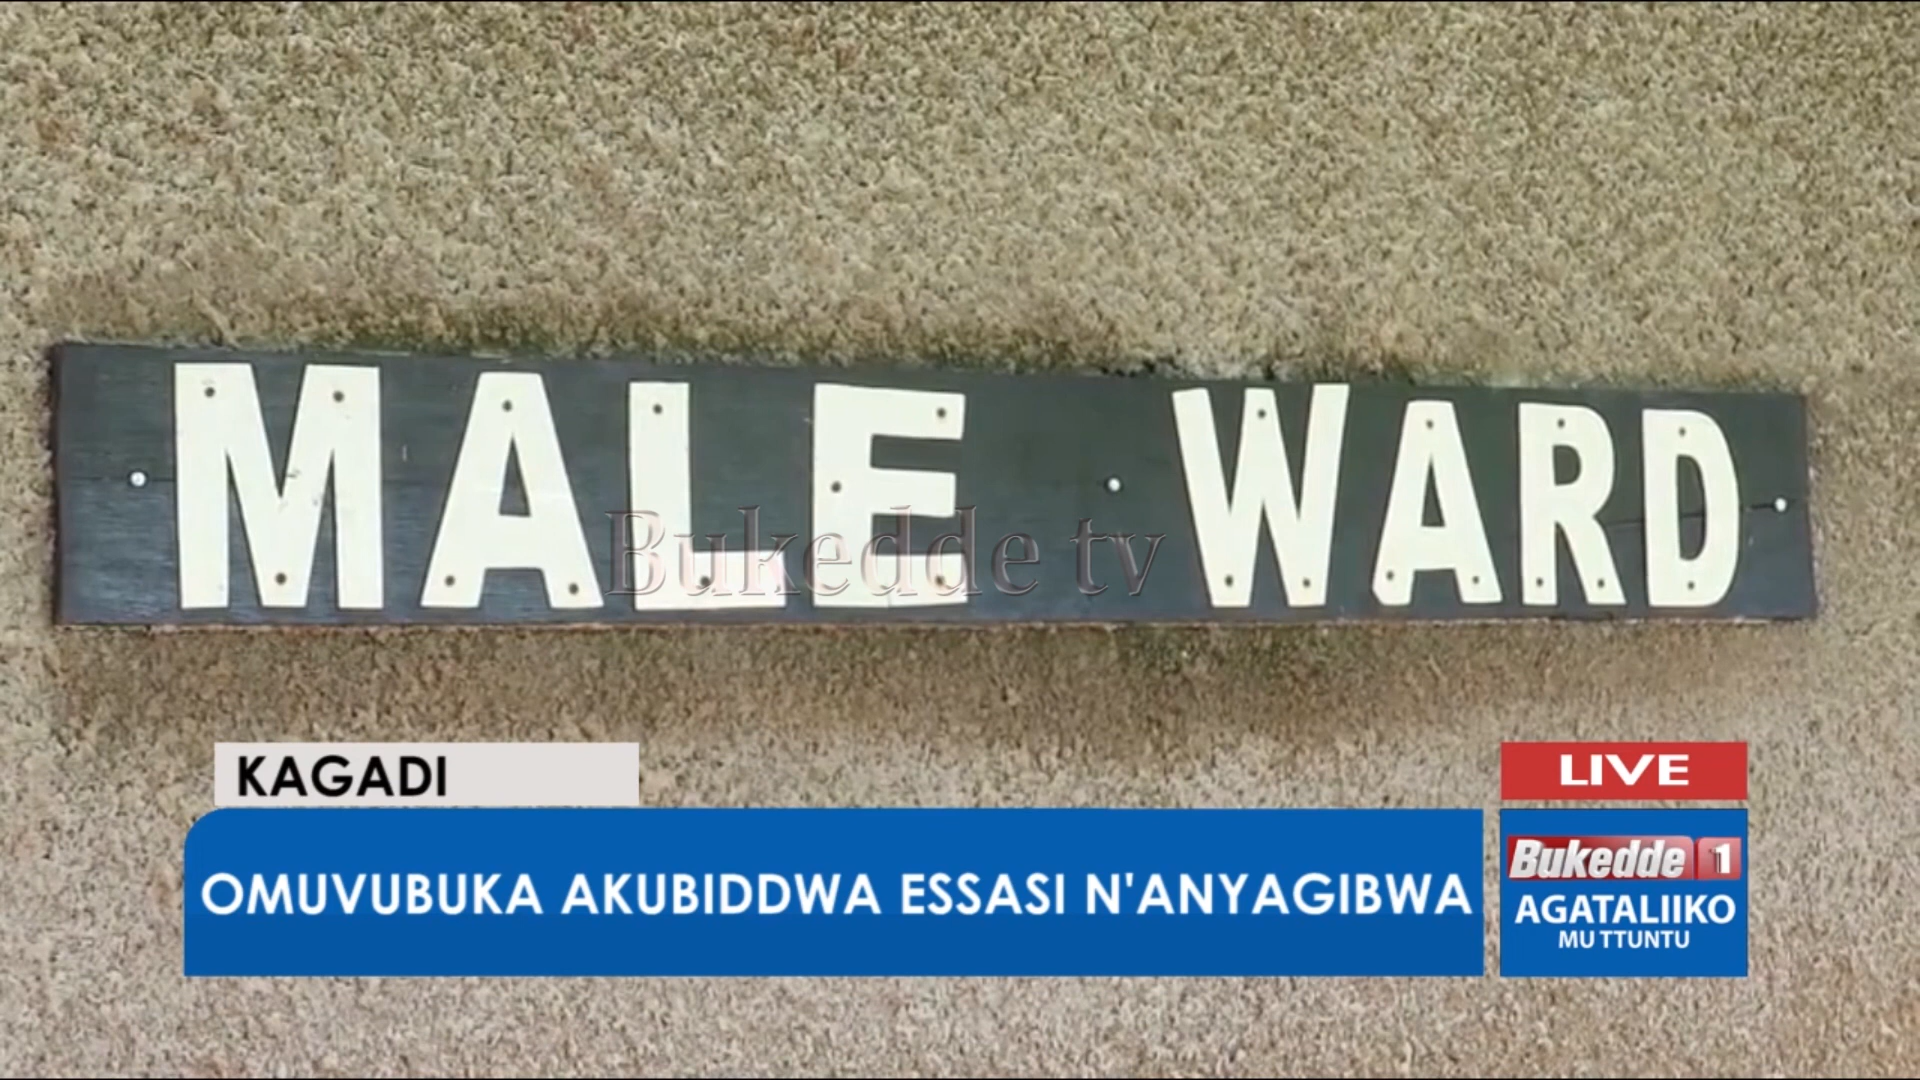 MALE WARD
Bukedde tv
KAGADI
LIVE
OMUVUBUKA AKUBIDDWA ESSASI N'ANYAGIBWA
Bukedde 1
AGATALIIKO
MU TTUNTU